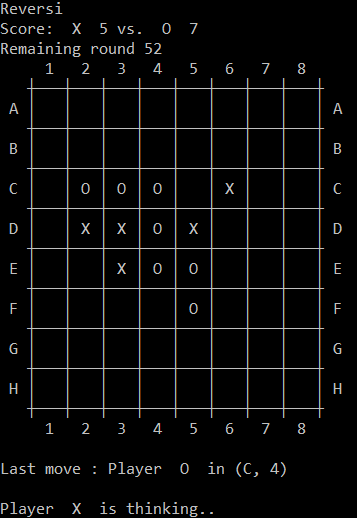 Reversi
Score:  X  5 vs.  O  7
Remaining round 52
1 2 3 4 5 6 7 8
A A
B B
C O O O X C
D X X O X D
E X O O E
F O F
G G
H H
1 2 3 4 5 6 7 8
Last move : Player  O  in (C, 4)
Player  X  is thinking..